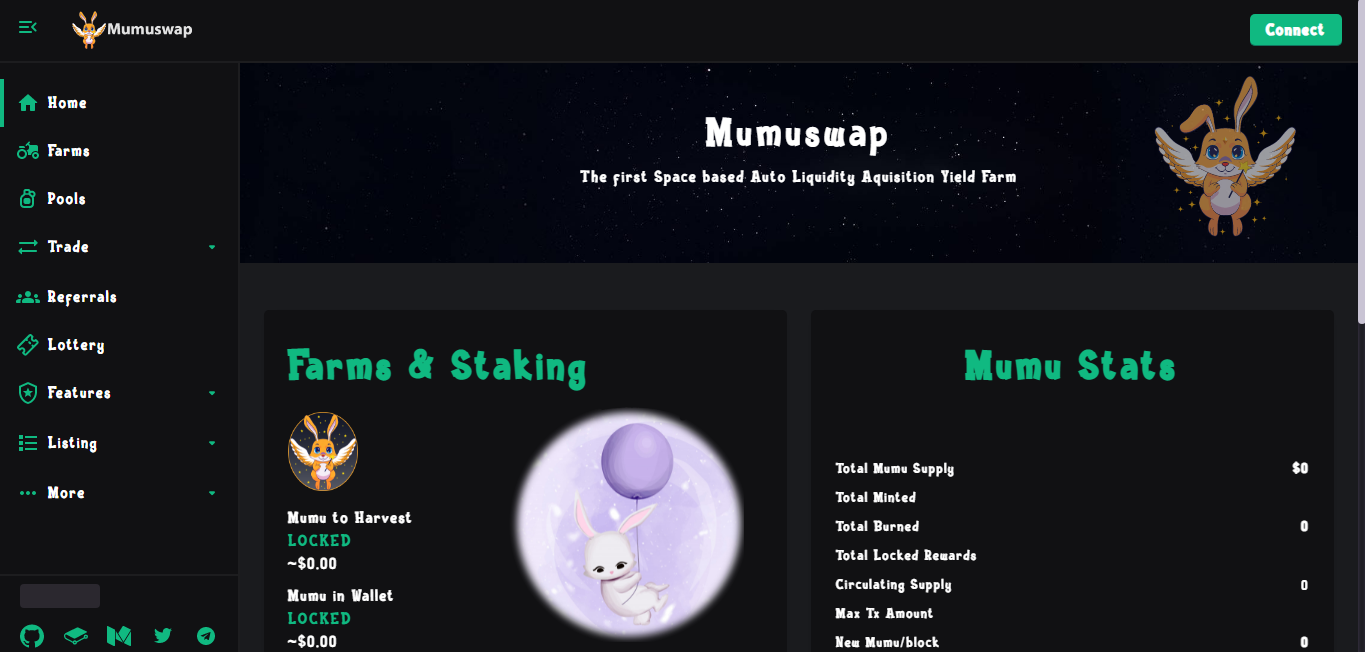 Mumuswap
Connect
Home
Farms
Pools
Trade
Referrals
Lottery
Features
Listing
More
Mumuswap
The first Space based Auto Liquidity Aquisition Yield Farm
Farms & Staking
Mumu to Harvest
LOCKED
~$0.00
Mumu in Wallet
LOCKED
~$0.00
Mumu Stats
Total Mumu Supply $0
Total Minted
Total Burned 0
Total Locked Rewards
Circulating Supply 0
Max Tx Amount
New Mumu/block 0